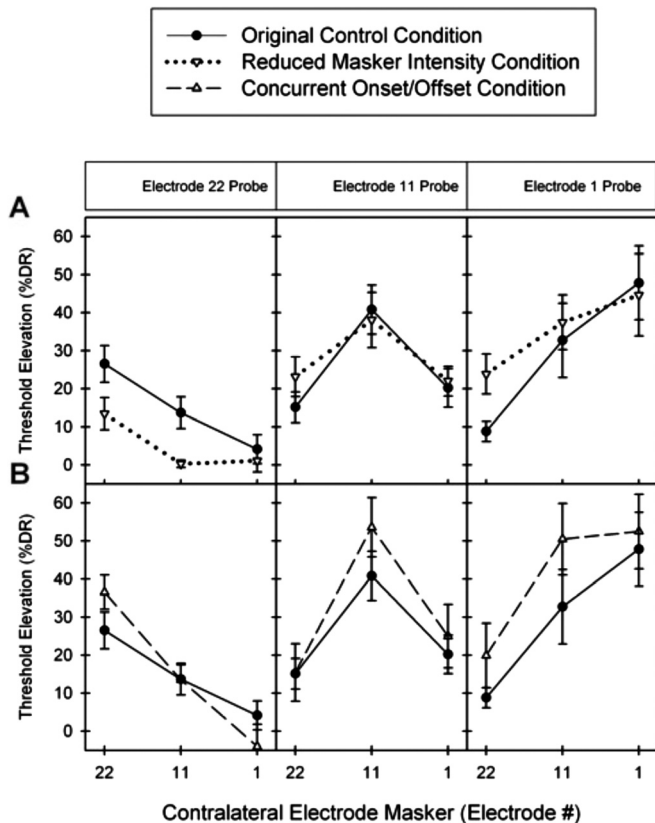 Original Control Condition
Reduced Masker Intensity Condition
Concurrent Onset/Offset Condition
Electrode 22 Probe
Electrode 11 Probe
Electrode 1 Probe
A
Threshold Elevation (%DR)
60
50
40
30
20
10
0
B
Threshold Elevation (%DR)
60
50
40
30
20
10
0
22 11 1 22 11 1 22 11 1
Contralateral Electrode Masker (Electrode #)